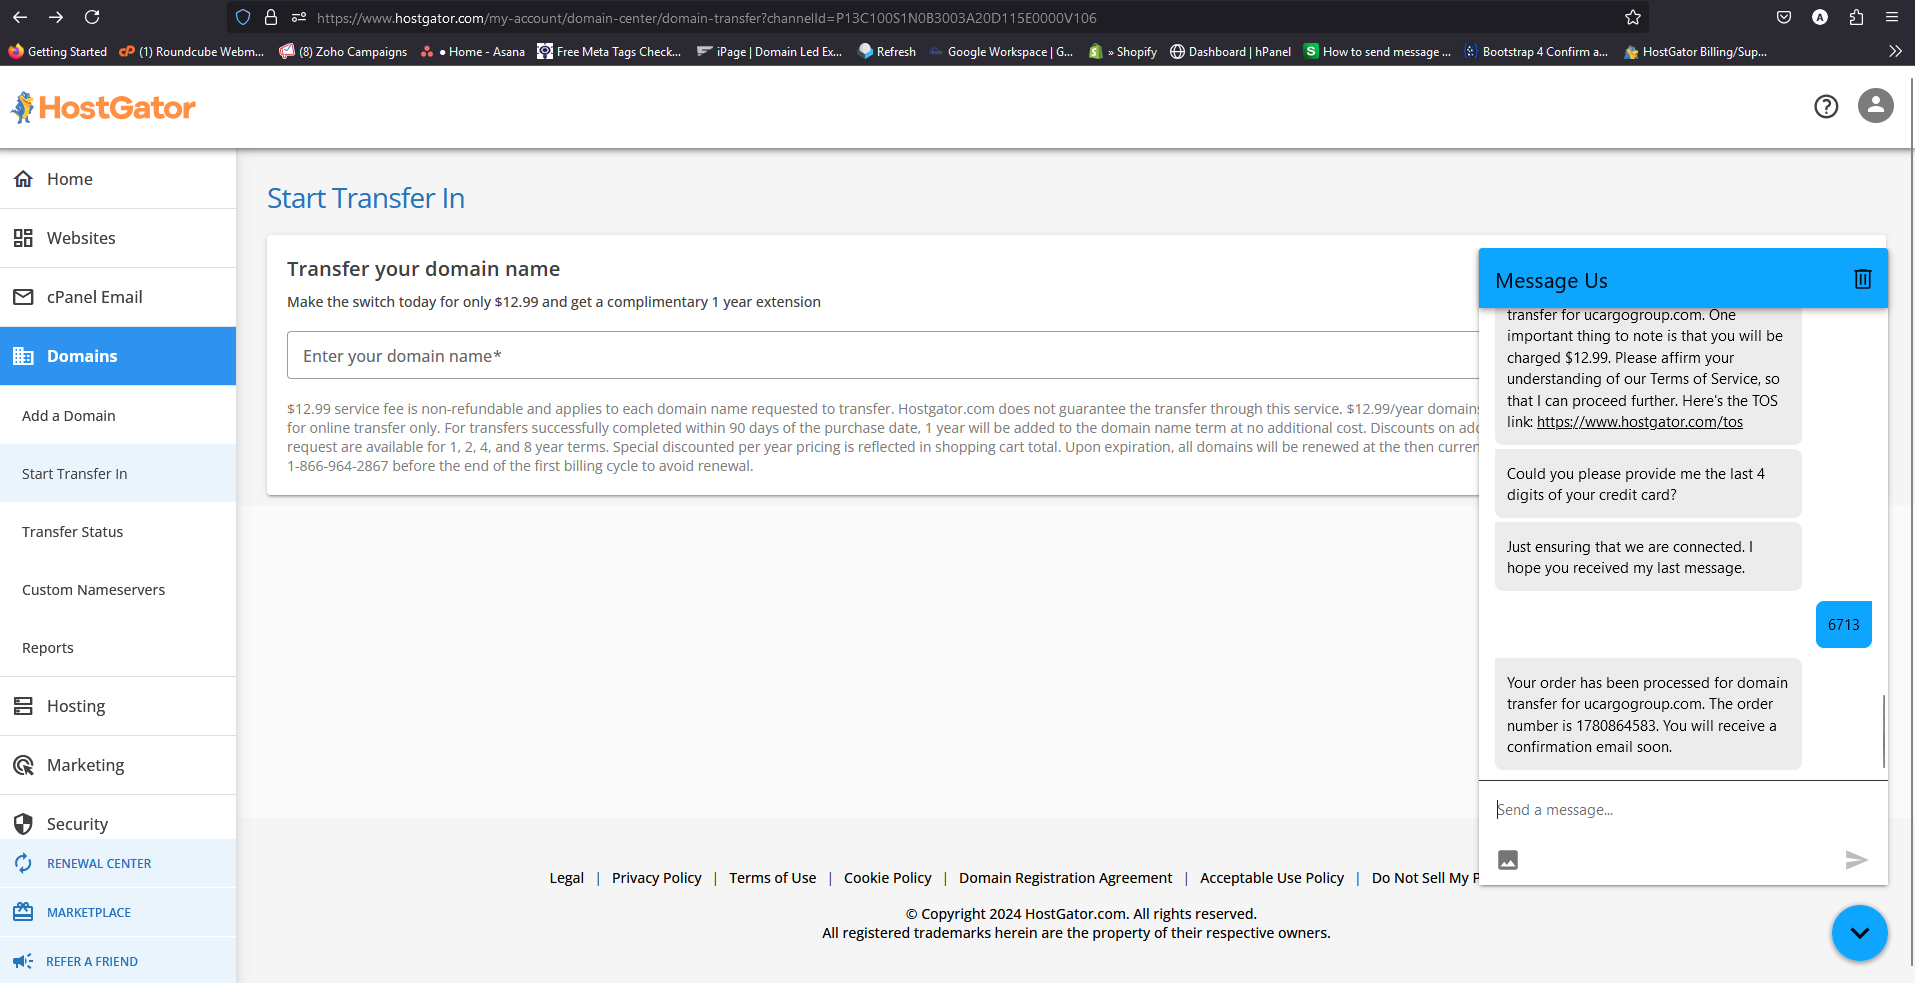 https://www.hostgator.com/my-account/domain-center/domain-transfer?channelId=P13C100S1N0B3003A20D115E0000V106
A
Getting Started
(1) Roundcube Webm...
(8) Zoho Campaigns
● Home - Asana
Free Meta Tags Check...
iPage | Domain Led Ex...
Refresh
Google Workspace | G...
» Shopify
Dashboard | hPanel
How to send message ...
Bootstrap 4 Confirm a...
HostGator Billing/Sup...
HostGator
Home
Websites
cPanel Email
Domains
Add a Domain
Start Transfer In
Transfer Status
Custom Nameservers
Reports
Hosting
Marketing
Security
RENEWAL CENTER
MARKETPLACE
REFER A FRIEND
Start Transfer In
Transfer your domain name
Make the switch today for only $12.99 and get a complimentary 1 year extension
Enter your domain name*
$12.99 service fee is non-refundable and applies to each domain name requested to transfer. Hostgator.com does not guarantee the transfer through this service. $12.99/year domains
for online transfer only. For transfers successfully completed within 90 days of the purchase date, 1 year will be added to the domain name term at no additional cost. Discounts on
request are available for 1, 2, 4, and 8 year terms. Special discounted per year pricing is reflected in shopping cart total. Upon expiration, all domains will be renewed at the then
1-866-964-2867 before the end of the first billing cycle to avoid renewal.
Message Us
transfer for ucargogroup.com. One
important thing to note is that you will be
charged $12.99. Please affirm your
understanding of our Terms of Service, so
that I can proceed further. Here's the TOS
link: https://www.hostgator.com/tos
Could you please provide me the last 4
digits of your credit card?
Just ensuring that we are connected. I
hope you received my last message.
6713
Your order has been processed for domain
transfer for ucargogroup.com. The order
number is 1780864583. You will receive a
confirmation email soon.
Send a message...
Legal | Privacy Policy | Terms of Use | Cookie Policy | Domain Registration Agreement | Acceptable Use Policy | Do Not Sell My
© Copyright 2024 HostGator.com. All rights reserved.
All registered trademarks herein are the property of their respective owners.